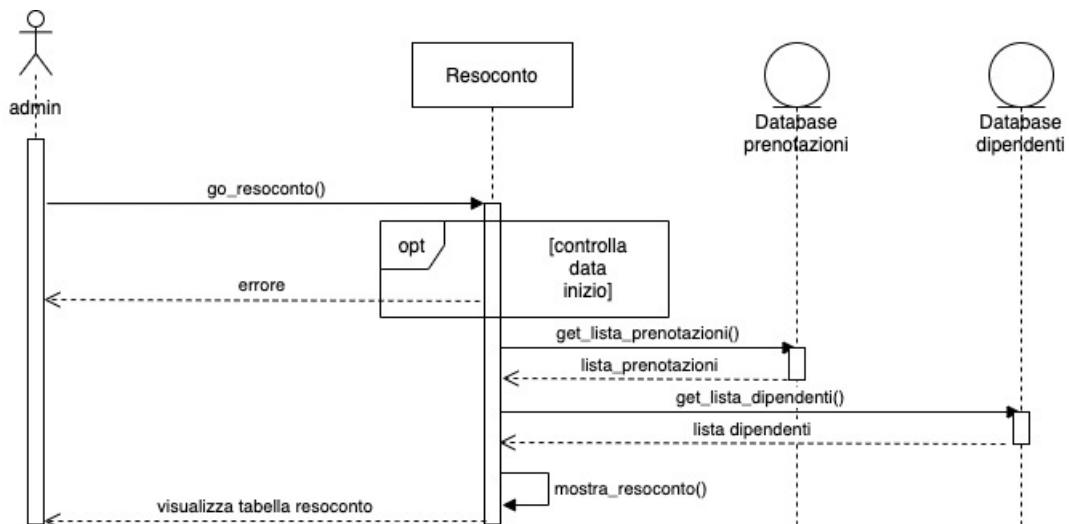 admin
Resoconto
Database
prenotazioni
Database
dipendenti
go_resoconto()
opt
[controlla
data
inizio]
errore
get_lista_prenotazioni()
lista_prenotazioni
get_lista_dipendenti()
lista dipendenti
mostra_resoconto()
visualizza tabella resoconto